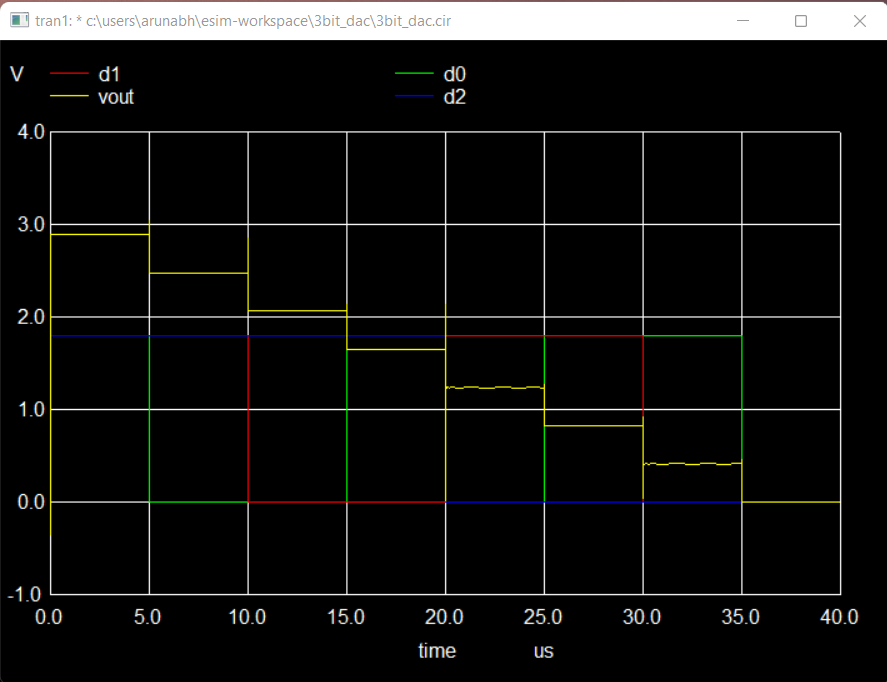 tran1: * c:\users\arunabh\esim-workspace\3bit_dac\3bit_dac.cir
V d1 d0
vout d2
4.0
3.0
2.0
1.0
0.0
-1.0
0.0 5.0 10.0 15.0 20.0 25.0 30.0 35.0 40.0
time us